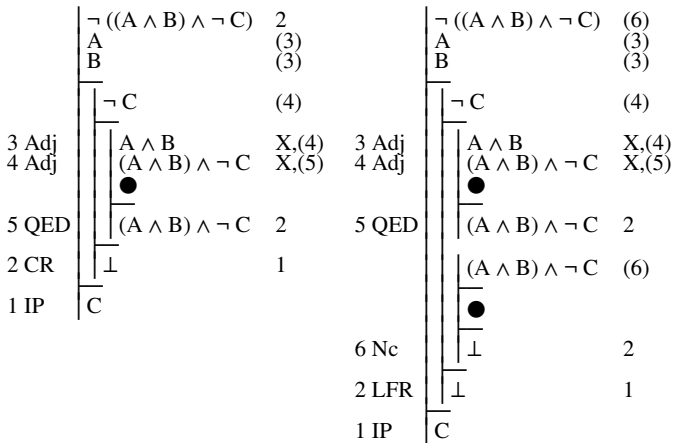 ¬ ((A ∧ B) ∧ ¬ C) 2
A (3)
B (3)
¬ C (4)
3 Adj A ∧ B X,(4)
4 Adj (A ∧ B) ∧ ¬ C X,(5)
●
5 QED (A ∧ B) ∧ ¬ C 2
2 CR ⊥ 1
1 IP C
¬ ((A ∧ B) ∧ ¬ C) (6)
A (3)
B (3)
¬ C (4)
3 Adj A ∧ B X,(4)
4 Adj (A ∧ B) ∧ ¬ C X,(5)
●
5 QED (A ∧ B) ∧ ¬ C 2
(A ∧ B) ∧ ¬ C (6)
●
6 Nc ⊥ 2
2 LFR ⊥ 1
1 IP C